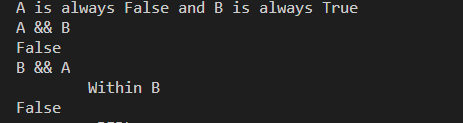 A is always False and B is always True
A && B
False
B && A
Within B
False